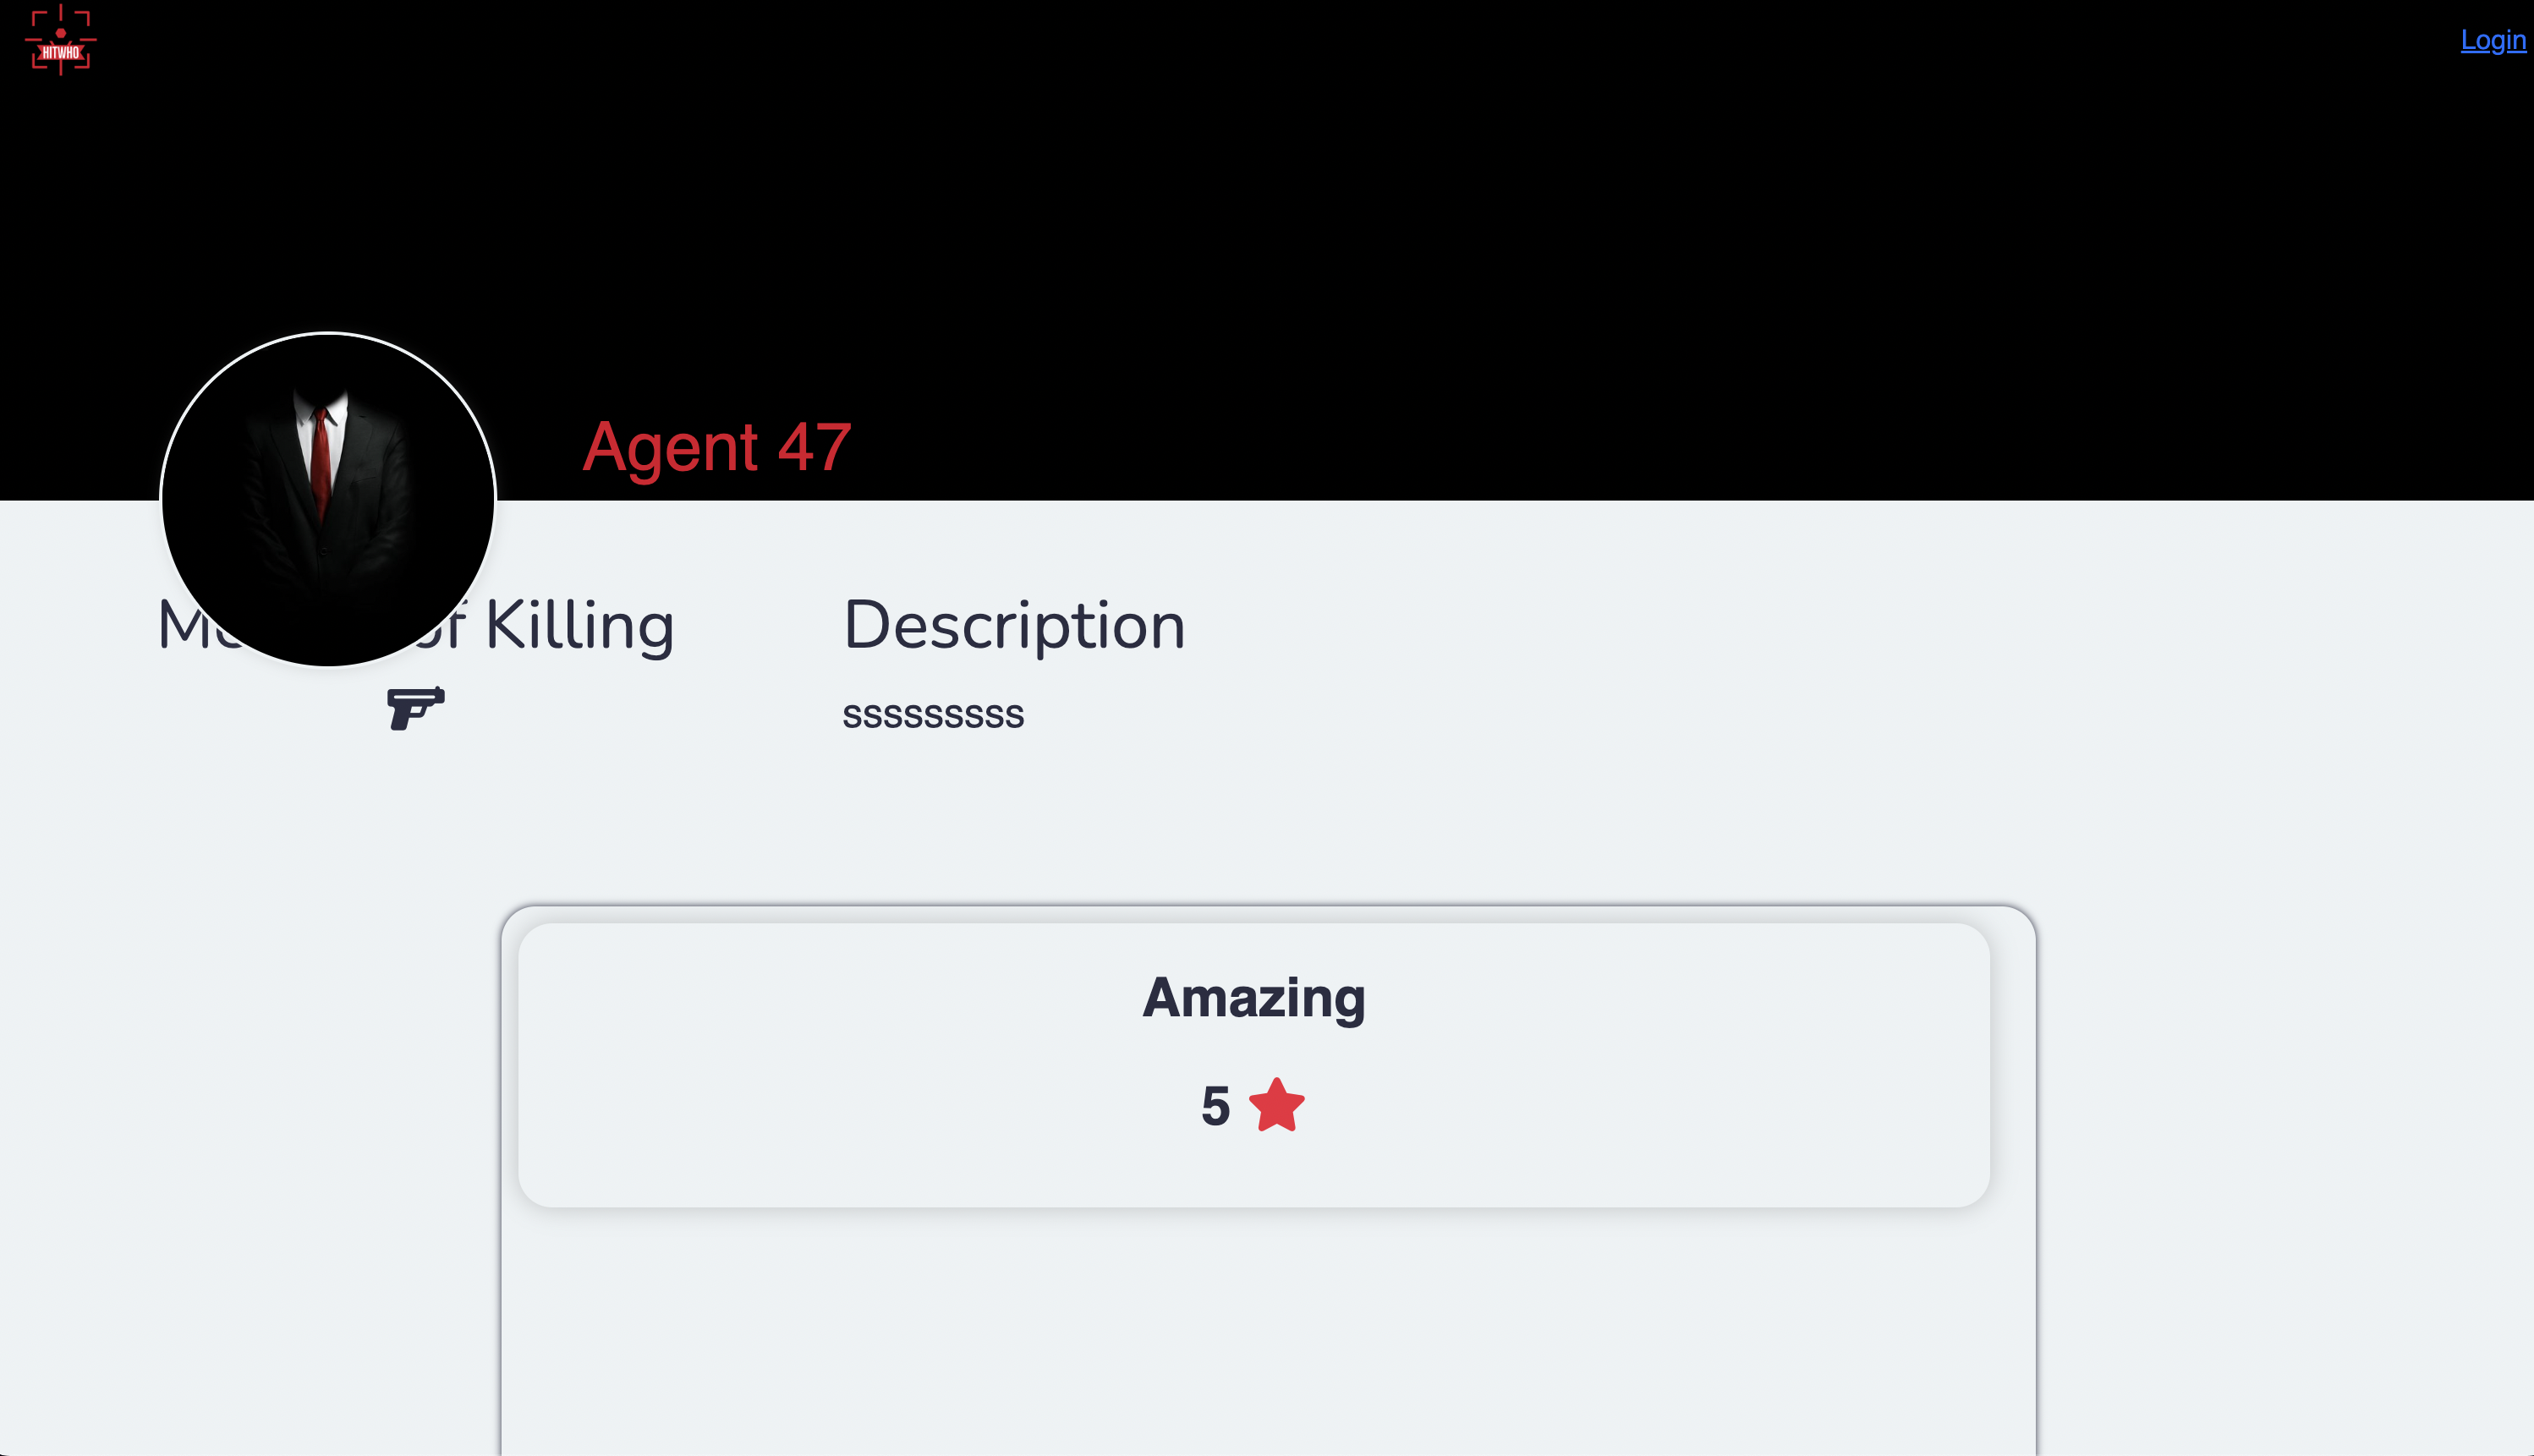 HITWHO
Login
Agent 47
of Killing
Description
sssssssss
Amazing
5